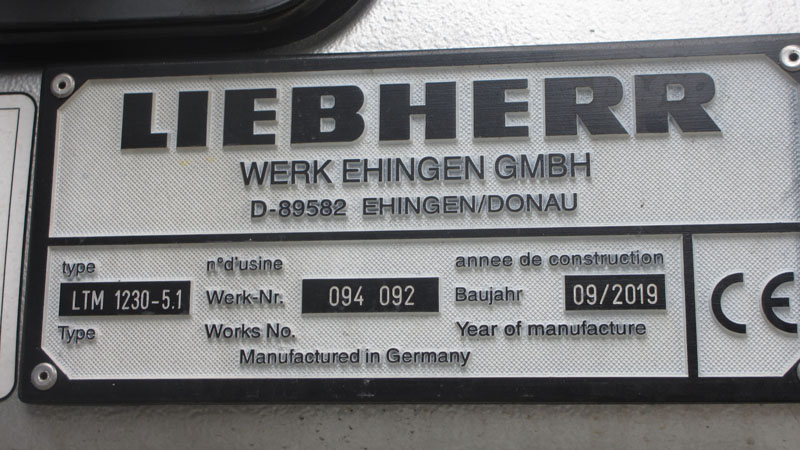 LIEBHERR
WERK EHINGEN GMBH
D-89582 EHINGEN/DONAU
type n°d'usine annee de construction
LTM 1230-5.1 Werk-Nr. 094 092 Baujahr 09/2019
Type Works No. Year of manufacture
Manufactured in Germany
CE